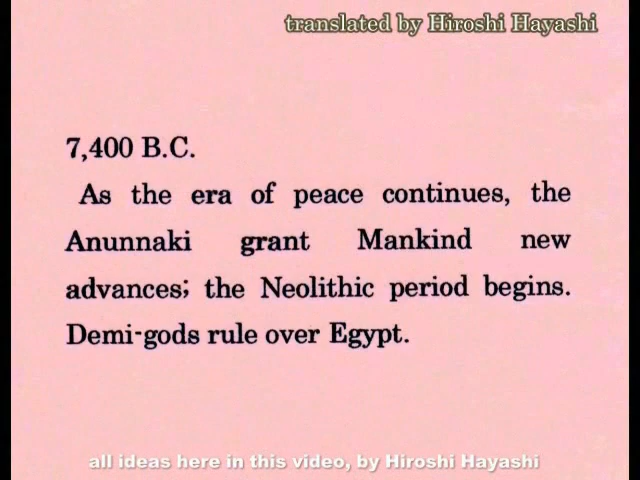 translated by Hiroshi Hayashi
7,400 B.C.
As the era of peace continues, the
Anunnaki grant Mankind new
advances; the Neolithic period begins.
Demi-gods rule over Egypt.
all ideas here in this video, by Hiroshi Hayashi